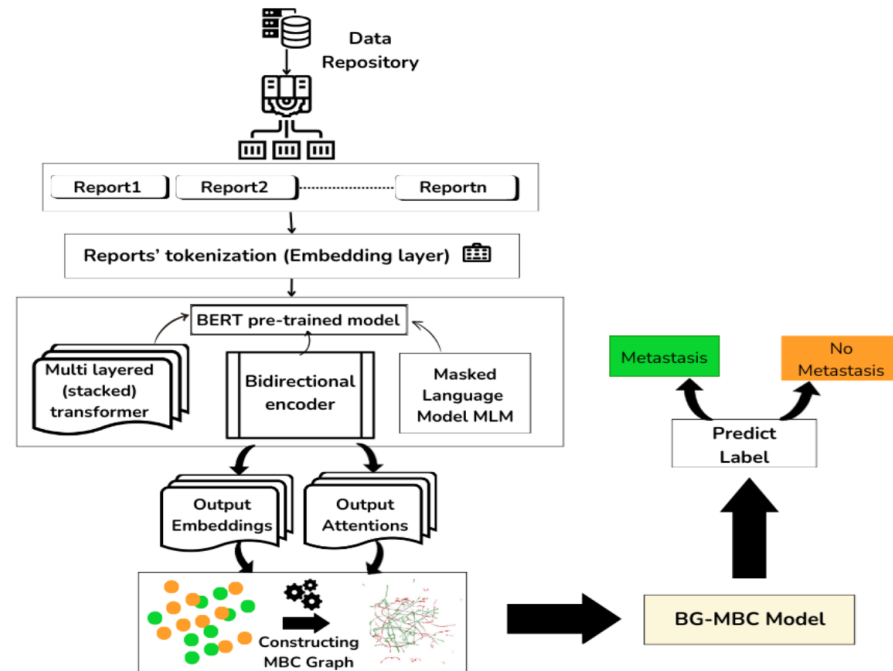 Data
Repository
Report1
Report2
Reportn
Reports' tokenization (Embedding layer)
BERT pre-trained model
Multi layered
(stacked)
transformer
Bidirectional
encoder
Masked
Language
Model MLM
Output
Embeddings
Output
Attentions
Constructing
MBC Graph
BG-MBC Model
Predict
Label
Metastasis
No
Metastasis